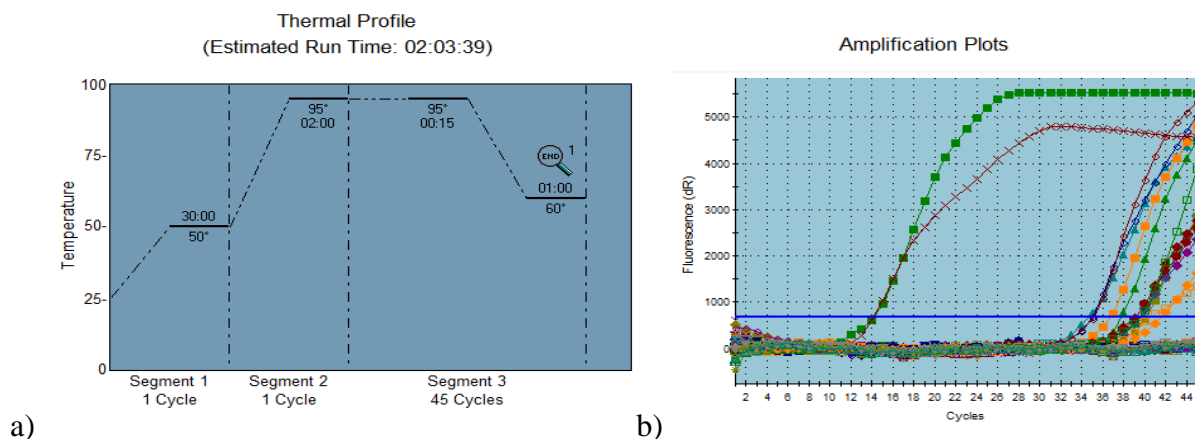 Thermal Profile
(Estimated Run Time: 02:03:39)
Temperature
100
75-
50-
25-
0
30:00
50°
95°
02:00
95°
00:15
END
1
01:00
60°
Segment 1
1 Cycle
Segment 2
1 Cycle
Segment 3
45 Cycles
a)
Amplification Plots
Fluorescence (dR)
5000
4000
3000
2000
1000
0
2 4 6 8 10 12 14 16 18 20 22 24 26 28 30 32 34 36 38 40 42 44
Cycles
b)